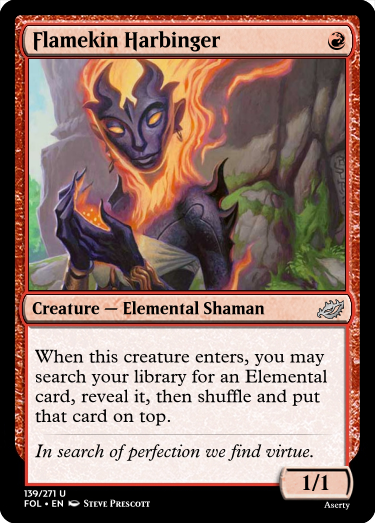 Flamekin Harbinger
Creature — Elemental Shaman
When this creature enters, you may
search your library for an Elemental
card, reveal it, then shuffle and put
that card on top.
In search of perfection we find virtue.
1/1
139/271 U
FOL • EN Steve Prescott
Aserty